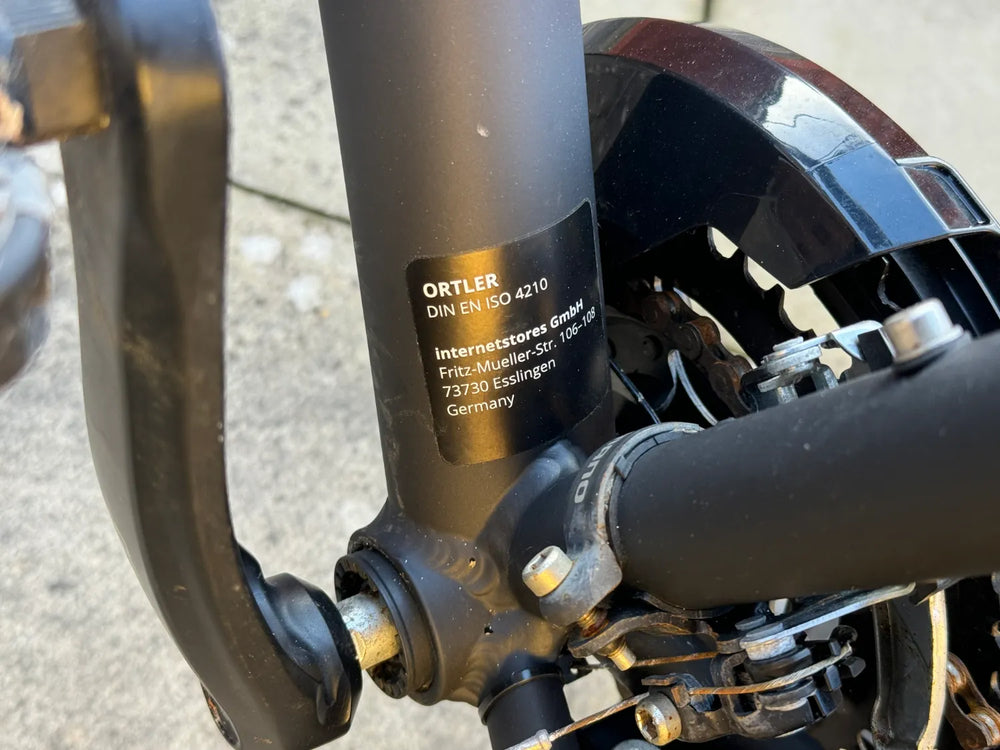 ORTLER
DIN EN ISO 4210
internetstores GmbH
Fritz-Mueller-Str. 106–108
73730 Esslingen
Germany